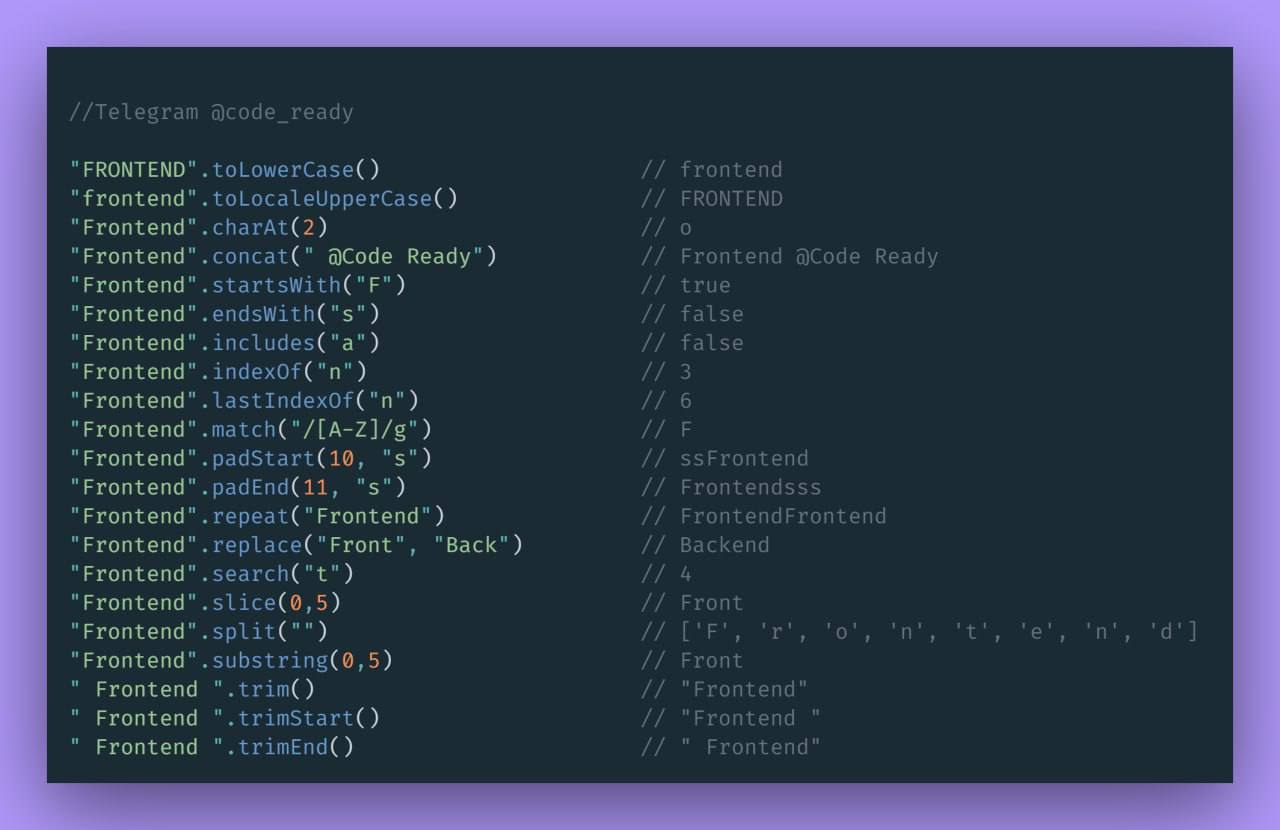 //Telegram @code_ready
"FRONTEND".toLowerCase() // frontend
"frontend".toLocaleUpperCase() // FRONTEND
"Frontend".charAt(2) // o
"Frontend".concat(" @Code Ready") // Frontend @Code Ready
"Frontend".startsWith("F") // true
"Frontend".endsWith("s") // false
"Frontend".includes("a") // false
"Frontend".indexOf("n") // 3
"Frontend".lastIndexOf("n") // 6
"Frontend".match("/[A-Z]/g") // F
"Frontend".padStart(10, "s") // ssFrontend
"Frontend".padEnd(11, "s") // Frontendsss
"Frontend".repeat("Frontend") // FrontendFrontend
"Frontend".replace("Front", "Back") // Backend
"Frontend".search("t") // 4
"Frontend".slice(0,5) // Front
"Frontend".split("") // ['F', 'r', 'o', 'n', 't', 'e', 'n', 'd']
"Frontend".substring(0,5) // Front
" Frontend ".trim() // "Frontend"
" Frontend ".trimStart() // "Frontend "
" Frontend ".trimEnd() // " Frontend"